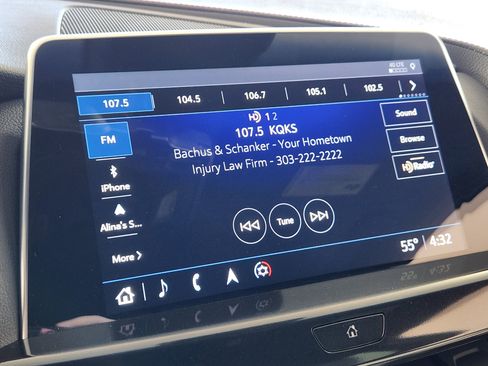 4G LTE
107.5 104.5 106.7 105.1 102.5
HD 1 2
107.5 KQKS
Bachus & Schanker - Your Hometown
Injury Law Firm - 303-222-2222
FM
iPhone
Alina's S...
More
Sound
Browse
HD Radio
Tune
55° 4:32